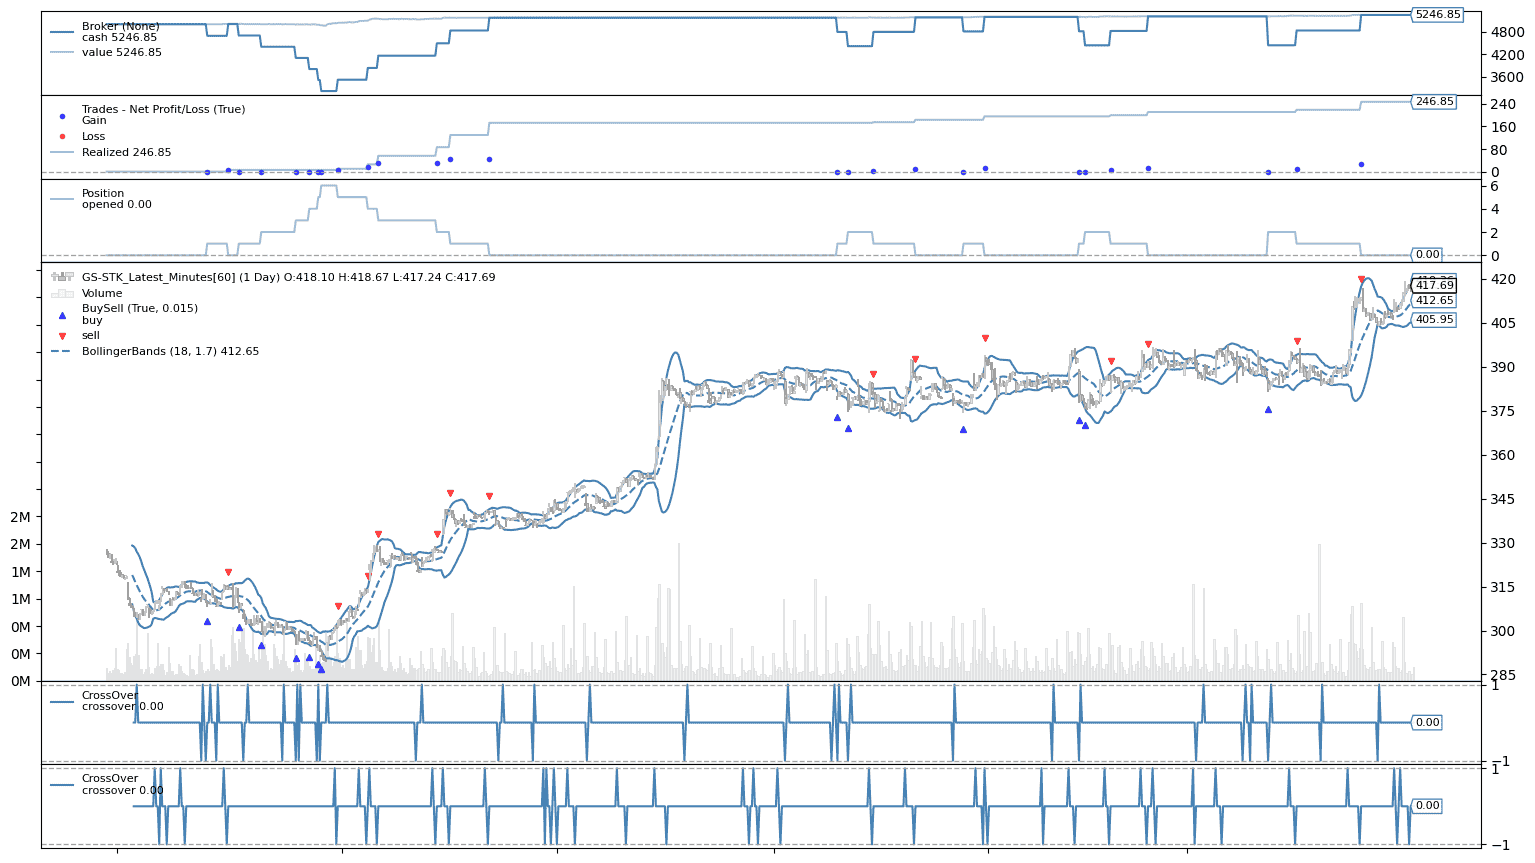 Broker (None)
cash 5246.85
value 5246.85
5246.85
4800
4200
3600
Trades - Net Profit/Loss (True)
Gain
Loss
Realized 246.85
246.85
240
160
80
0
Position
opened 0.00
6
4
2
0
0.00
GS-STK_Latest_Minutes[60] (1 Day) O:418.10 H:418.67 L:417.24 C:417.69
Volume
BuySell (True, 0.015)
buy
sell
BollingerBands (18, 1.7) 412.65
417.69
412.65
405.95
420
405
390
375
360
345
330
315
300
285
2M
2M
1M
1M
0M
0M
0M
CrossOver
crossover 0.00
1
0.00
−1
CrossOver
crossover 0.00
1
0.00
−1